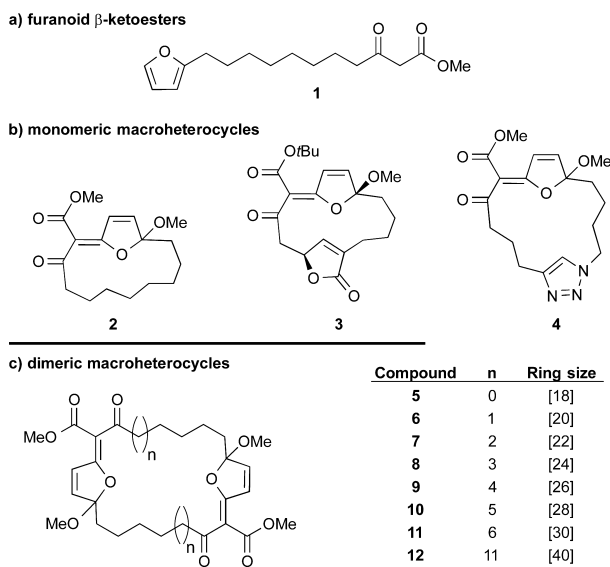 a) furanoid β-ketoesters
O O O
OMe
1
b) monomeric macroheterocycles
OMe
O
OMe
O
O
2
OtBu
O
OMe
O
O
O
O
3
OMe
O
OMe
O
O
N
N=N
4
c) dimeric macroheterocycles
O O
MeO
( )n
OMe
O
O
MeO
( )n
OMe
O O
Compound n Ring size
5 0 [18]
6 1 [20]
7 2 [22]
8 3 [24]
9 4 [26]
10 5 [28]
11 6 [30]
12 11 [40]